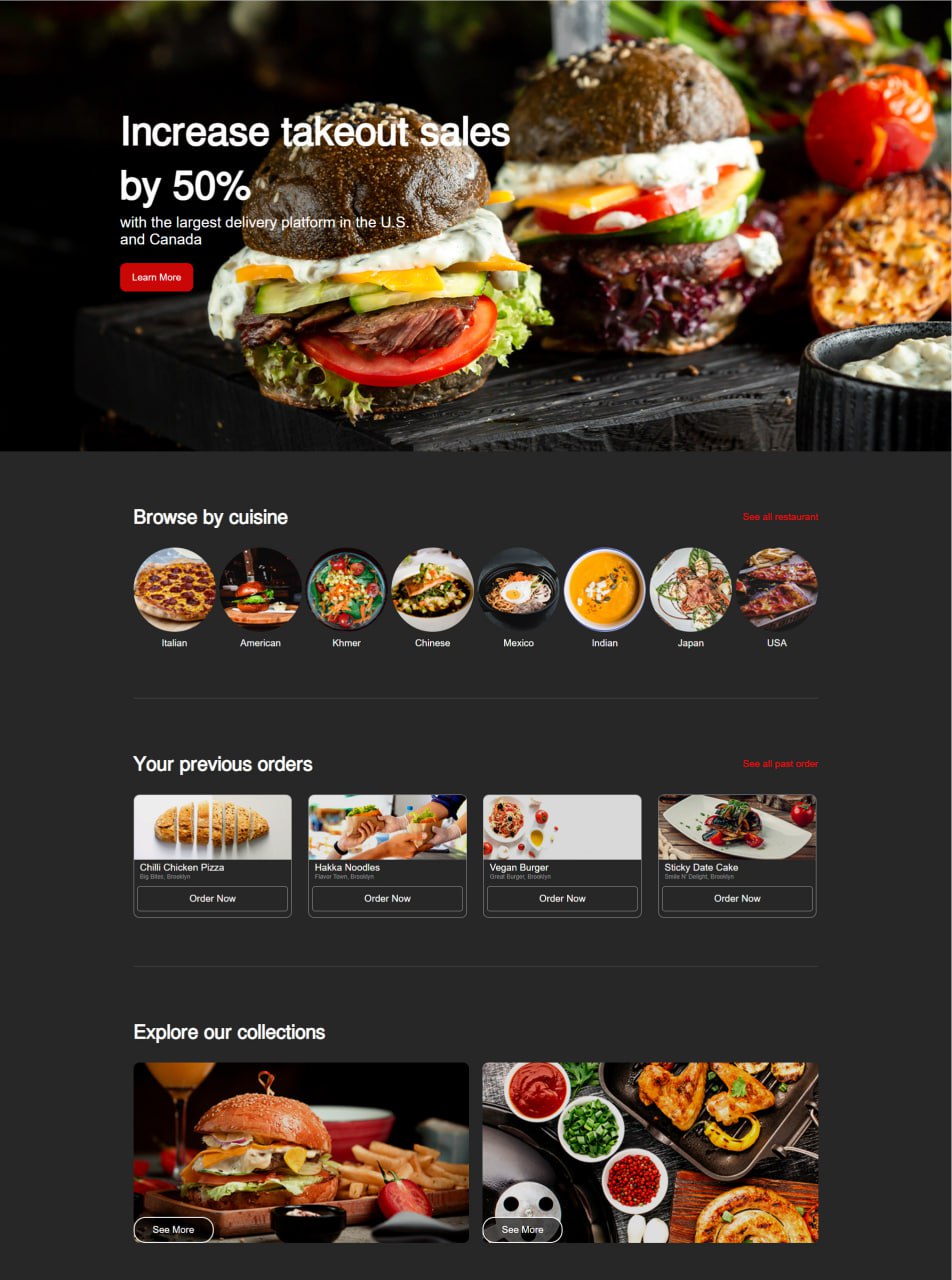 Increase takeout sales
by 50%
with the largest delivery platform in the U.S.
and Canada
Learn More
Browse by cuisine
See all restaurant
Italian
American
Khmer
Chinese
Mexico
Indian
Japan
USA
Your previous orders
See all past order
Chilli Chicken Pizza
Big Bites, Brooklyn
Order Now
Hakka Noodles
Flavor Town, Brooklyn
Order Now
Vegan Burger
Great Burger, Brooklyn
Order Now
Sticky Date Cake
Smile N' Delight, Brooklyn
Order Now
Explore our collections
See More
See More